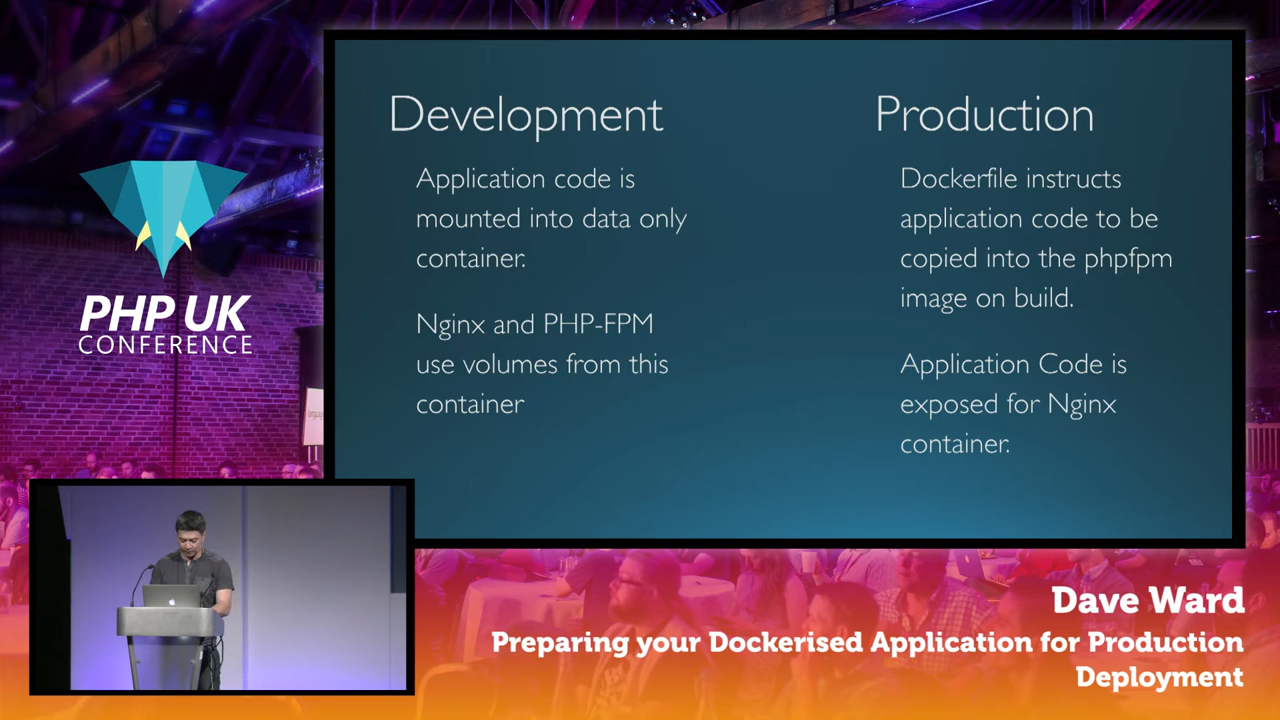 Development
Application code is
mounted into data only
container.
Nginx and PHP-FPM
use volumes from this
container
Production
Dockerfile instructs
application code to be
copied into the phpfpm
image on build.
Application Code is
exposed for Nginx
container.
PHP UK
CONFERENCE
Dave Ward
Preparing your Dockerised Application for Production
Deployment